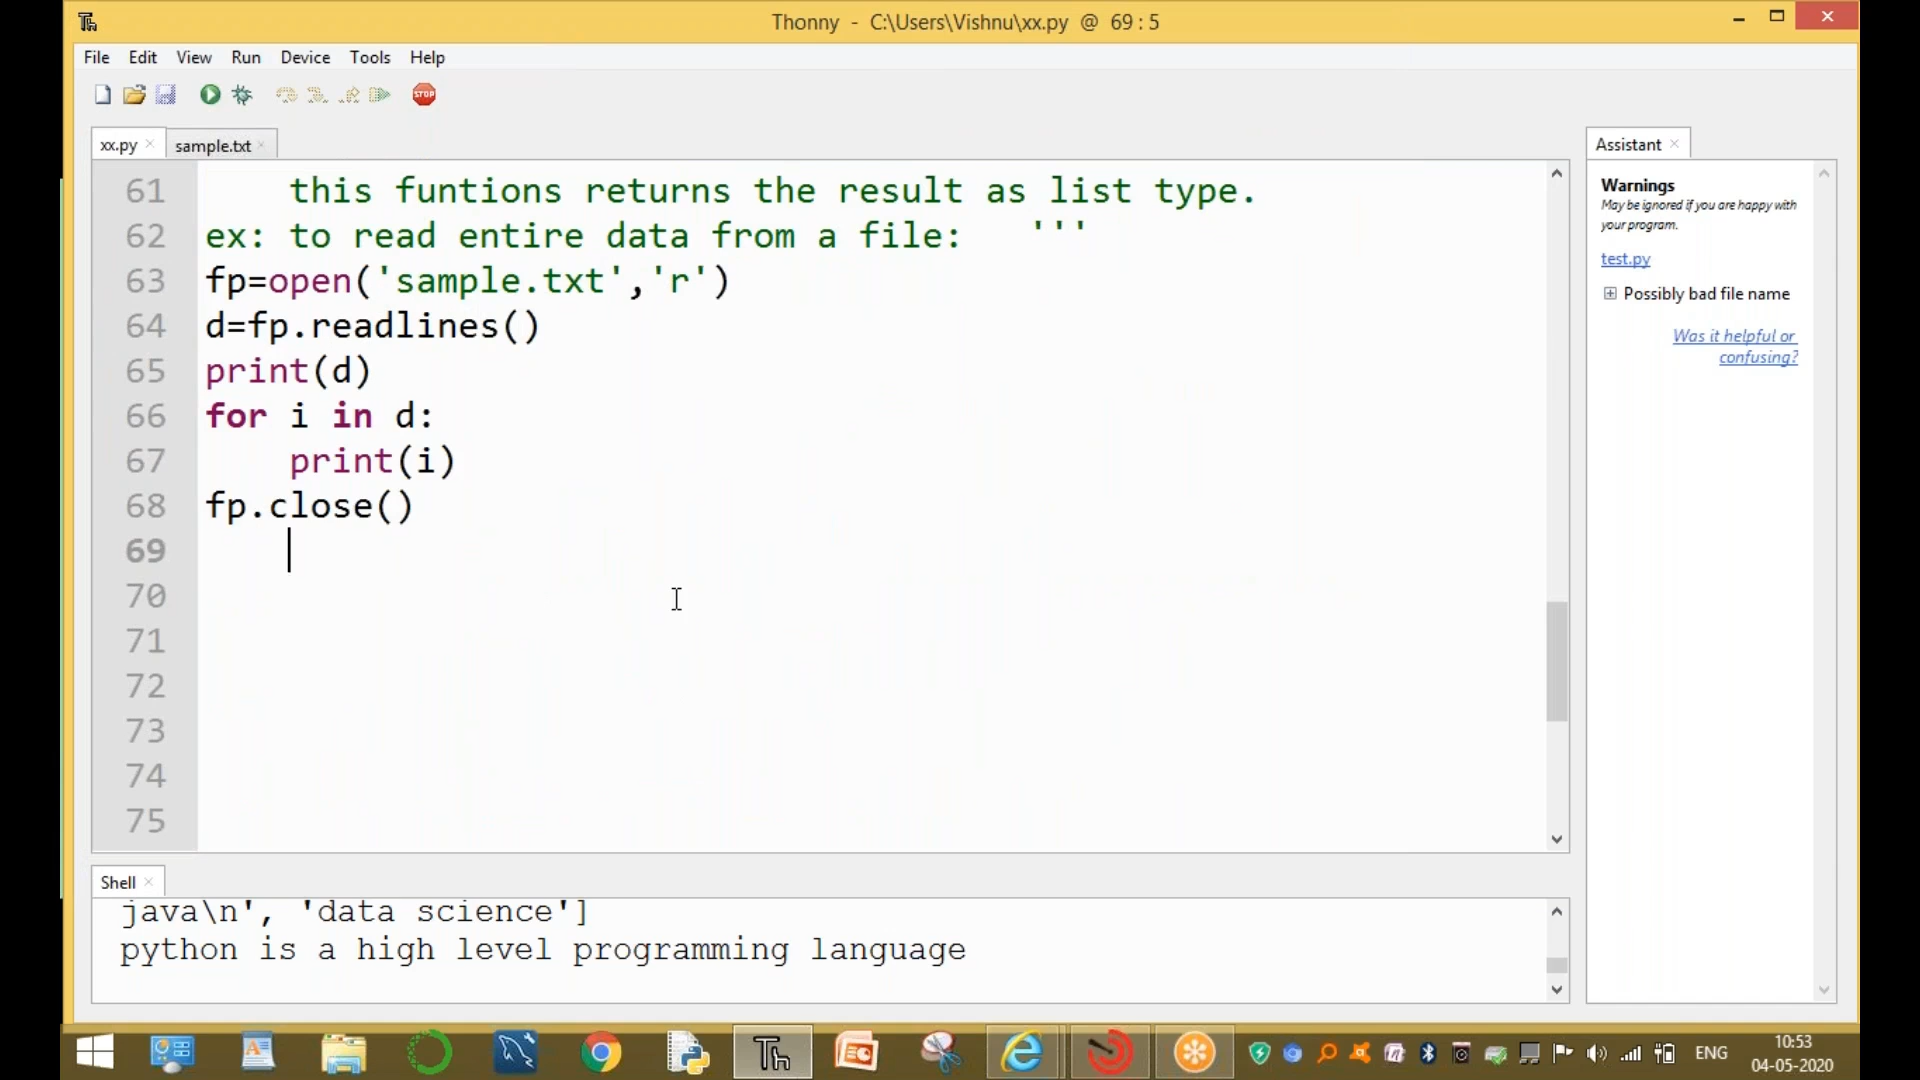 Thonny - C:\Users\Vishnu\xx.py @ 69 : 5
File Edit View Run Device Tools Help
STOP
xx.py sample.txt
61 this funtions returns the result as list type.
62 ex: to read entire data from a file: '''
63 fp=open('sample.txt','r')
64 d=fp.readlines()
65 print(d)
66 for i in d:
67 print(i)
68 fp.close()
69
70
71
72
73
74
75
Assistant
Warnings
May be ignored if you are happy with
your program.
test.py
Possibly bad file name
Was it helpful or
confusing?
Shell
java\n', 'data science']
python is a high level programming language
Th
ENG
10:53
04-05-2020